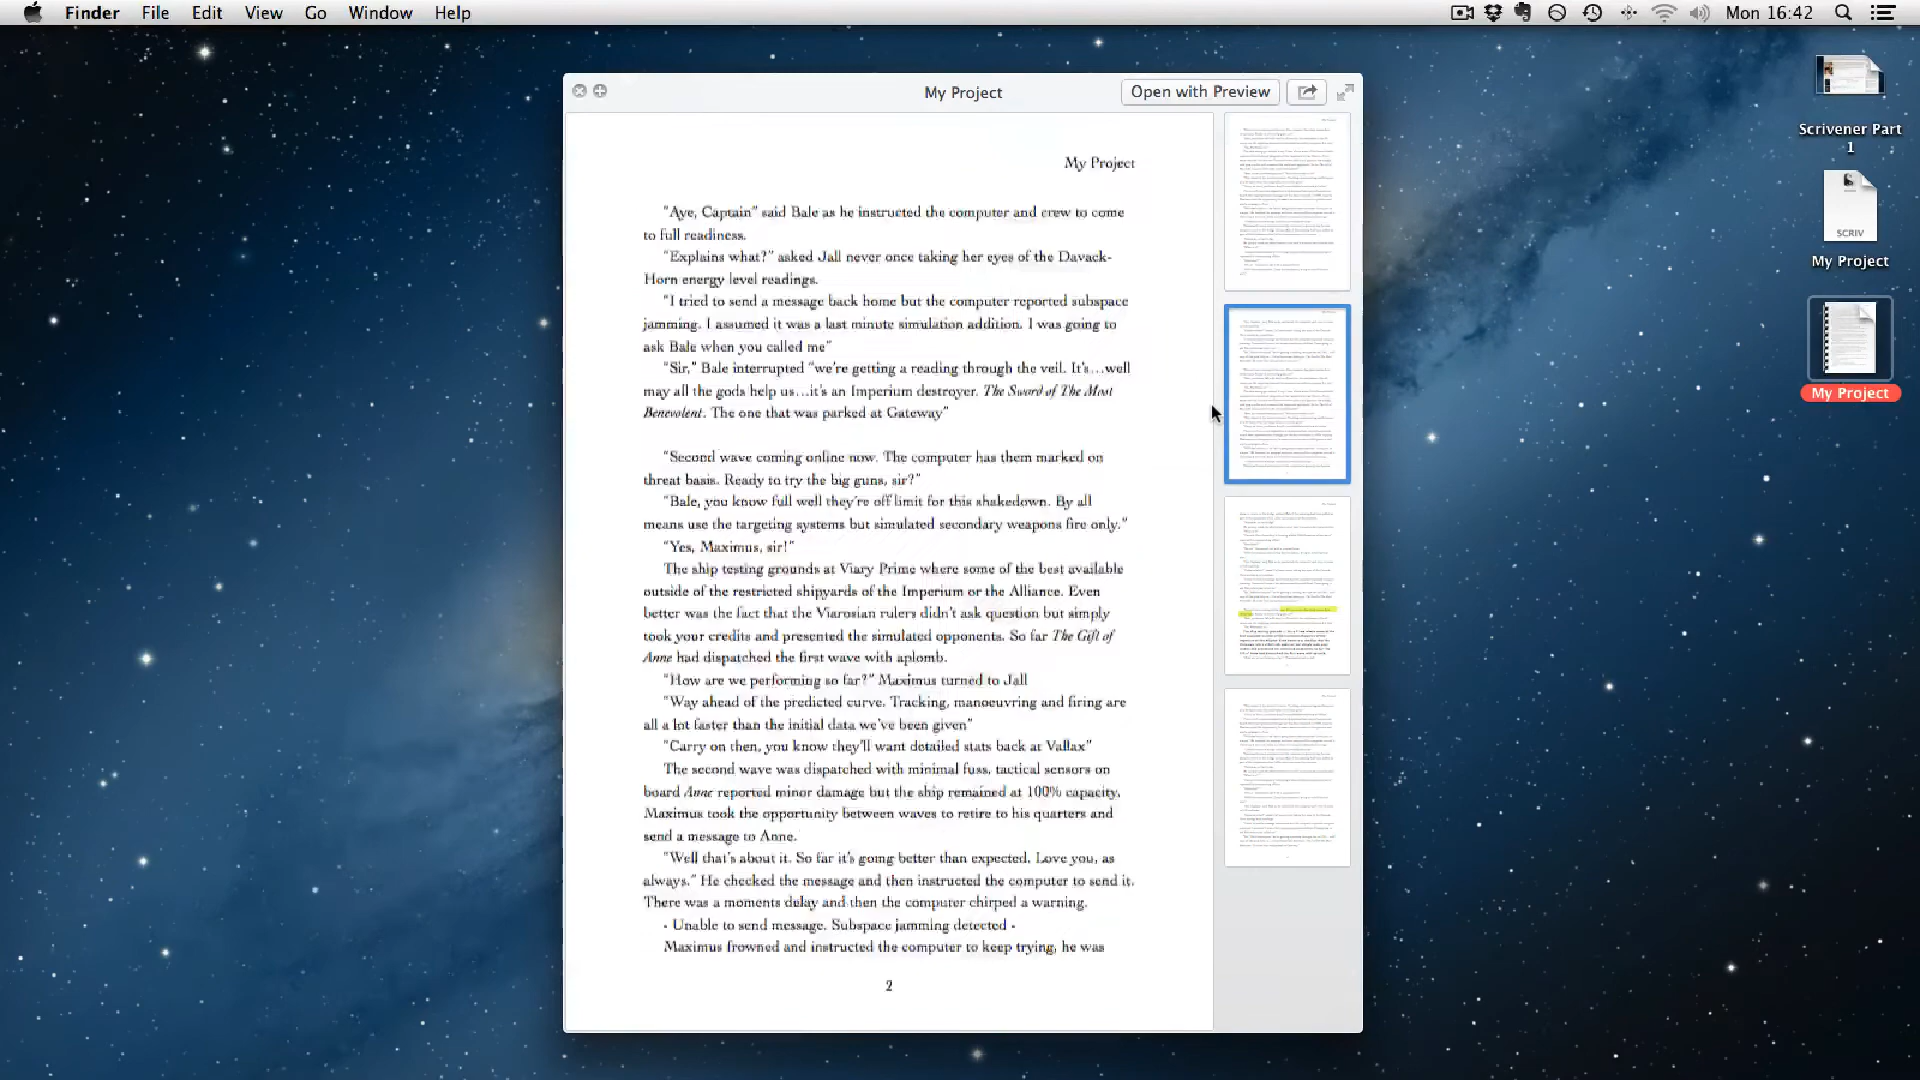 Finder File Edit View Go Window Help Mon 16:42
My Project Open with Preview
My Project
"Aye, Captain" said Bale as he instructed the computer and crew to come
to full readiness.
"Explains what?" asked Jall never once taking her eyes of the Davack-
Horn energy level readings.
"I tried to send a message back home but the computer reported subspace
jamming. I assumed it was a last minute simulation addition. I was going to
ask Bale when you called me"
"Sir," Bale interrupted "we're getting a reading through the veil. It's...well
may all the gods help us...it's an Imperium destroyer. The Sword of The Most
Benevolent. The one that was parked at Gateway"
"Second wave coming online now. The computer has them marked on
threat basis. Ready to try the big guns, sir?"
"Bale, you know full well they're off limit for this shakedown. By all
means use the targeting systems but simulated secondary weapons fire only."
"Yes, Maximus, sir!"
The ship testing grounds at Viary Prime where some of the best available
outside of the restricted shipyards of the Imperium or the Alliance. Even
better was the fact that the Viarosian rulers didn't ask question but simply
took your credits and presented the simulated opponents. So far The Gift of
Anne had dispatched the first wave with aplomb.
"How are we performing so far?" Maximus turned to Jall
"Way ahead of the predicted curve. Tracking, manoeuvring and firing are
all a lot faster than the initial data we've been given"
"Carry on then, you know they'll want detailed stats back at Vallax"
The second wave was dispatched with minimal fuss, tactical sensors on
board Anne reported minor damage but the ship remained at 100% capacity.
Maximus took the opportunity between waves to retire to his quarters and
send a message to Anne.
"Well that's about it. So far it's going better than expected. Love you, as
always." He checked the message and then instructed the computer to send it.
There was a moments delay and then the computer chirped a warning.
- Unable to send message. Subspace jamming detected -
Maximus frowned and instructed the computer to keep trying, he was
2
Scrivener Part
1
SCRIV
My Project
My Project